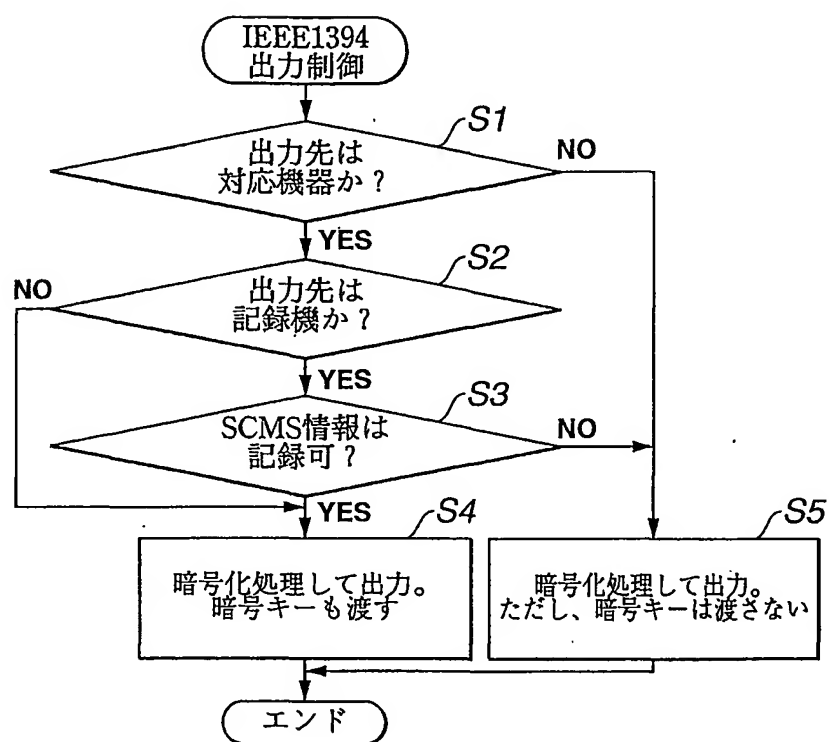 IEEE1394
出力制御
S1
出力先は
対応機器か?
NO
YES
S2
NO
出力先は
記録機か?
YES
S3
SCMS情報は
記録可?
NO
YES
S4
S5
暗号化処理して出力。
暗号キーも渡す
暗号化処理して出力。
ただし、暗号キーは渡さない
エンド